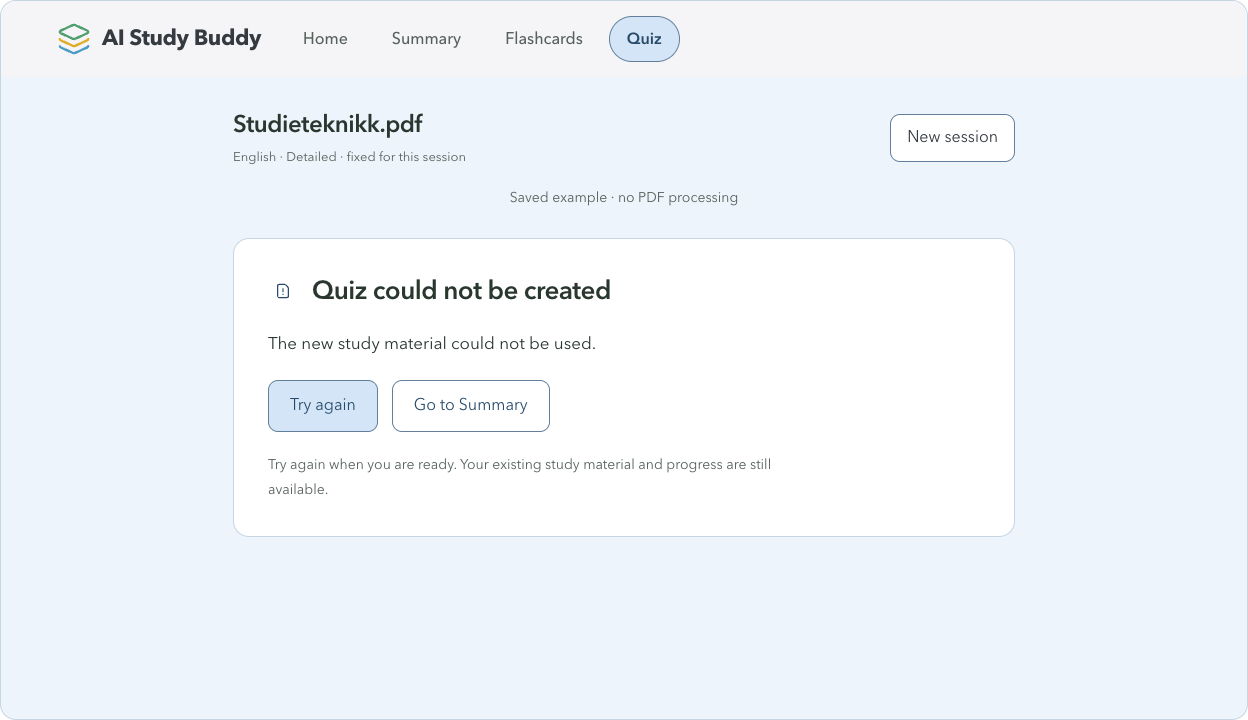 AI Study Buddy Home Summary Flashcards Quiz
Studieteknikk.pdf
New session
English · Detailed · fixed for this session
Saved example · no PDF processing
Quiz could not be created
The new study material could not be used.
Try again Go to Summary
Try again when you are ready. Your existing study material and progress are still
available.